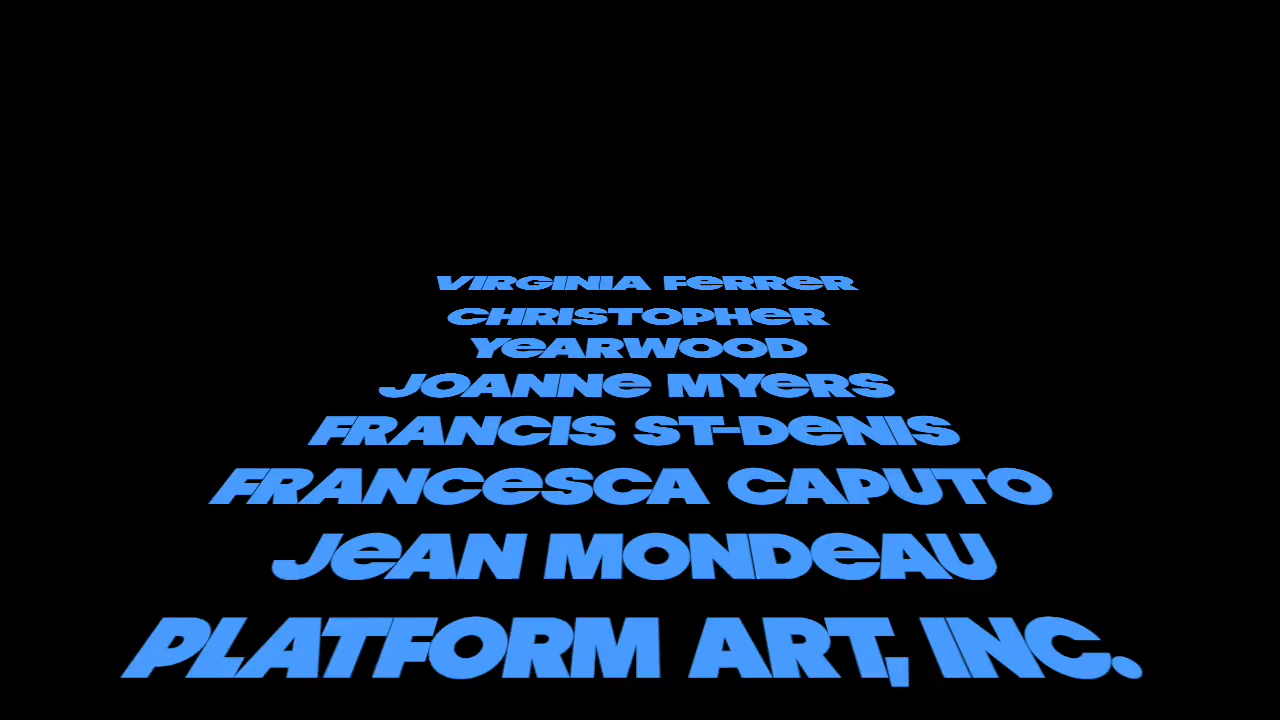 VIRGINIA FeRReR
CHRISTOPHeR
YeARWOOD
JOANNe MYeRS
FRANCIS ST-DeNIS
FRANCeSCA CAPUTO
JeAN MONDeAU
PLATFORM ART, INC.